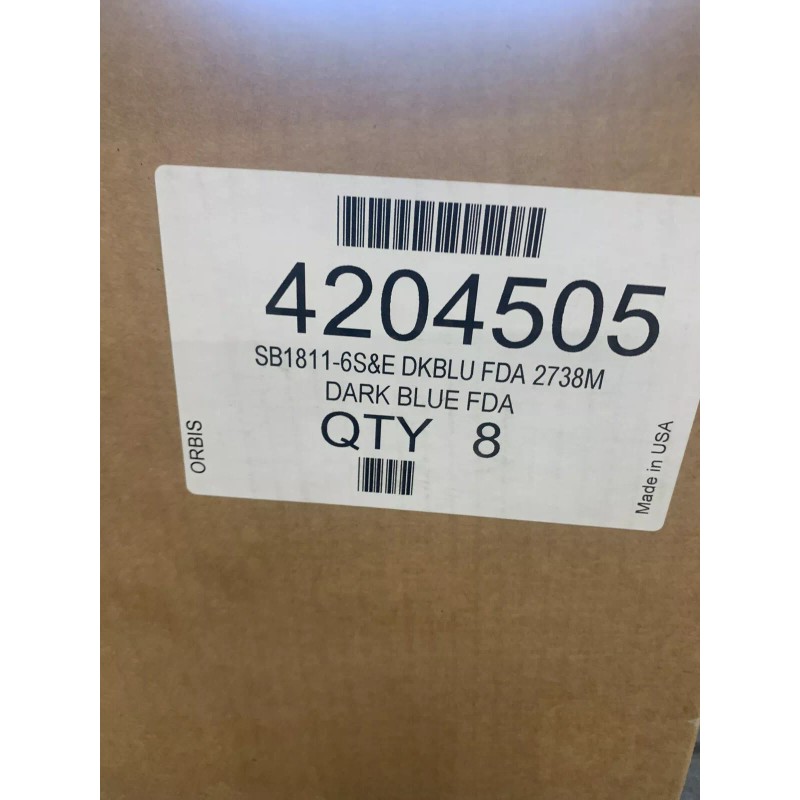 4204505
SB1811-6S&E DKBLU FDA 2738M
DARK BLUE FDA
QTY 8
ORBIS
Made in USA